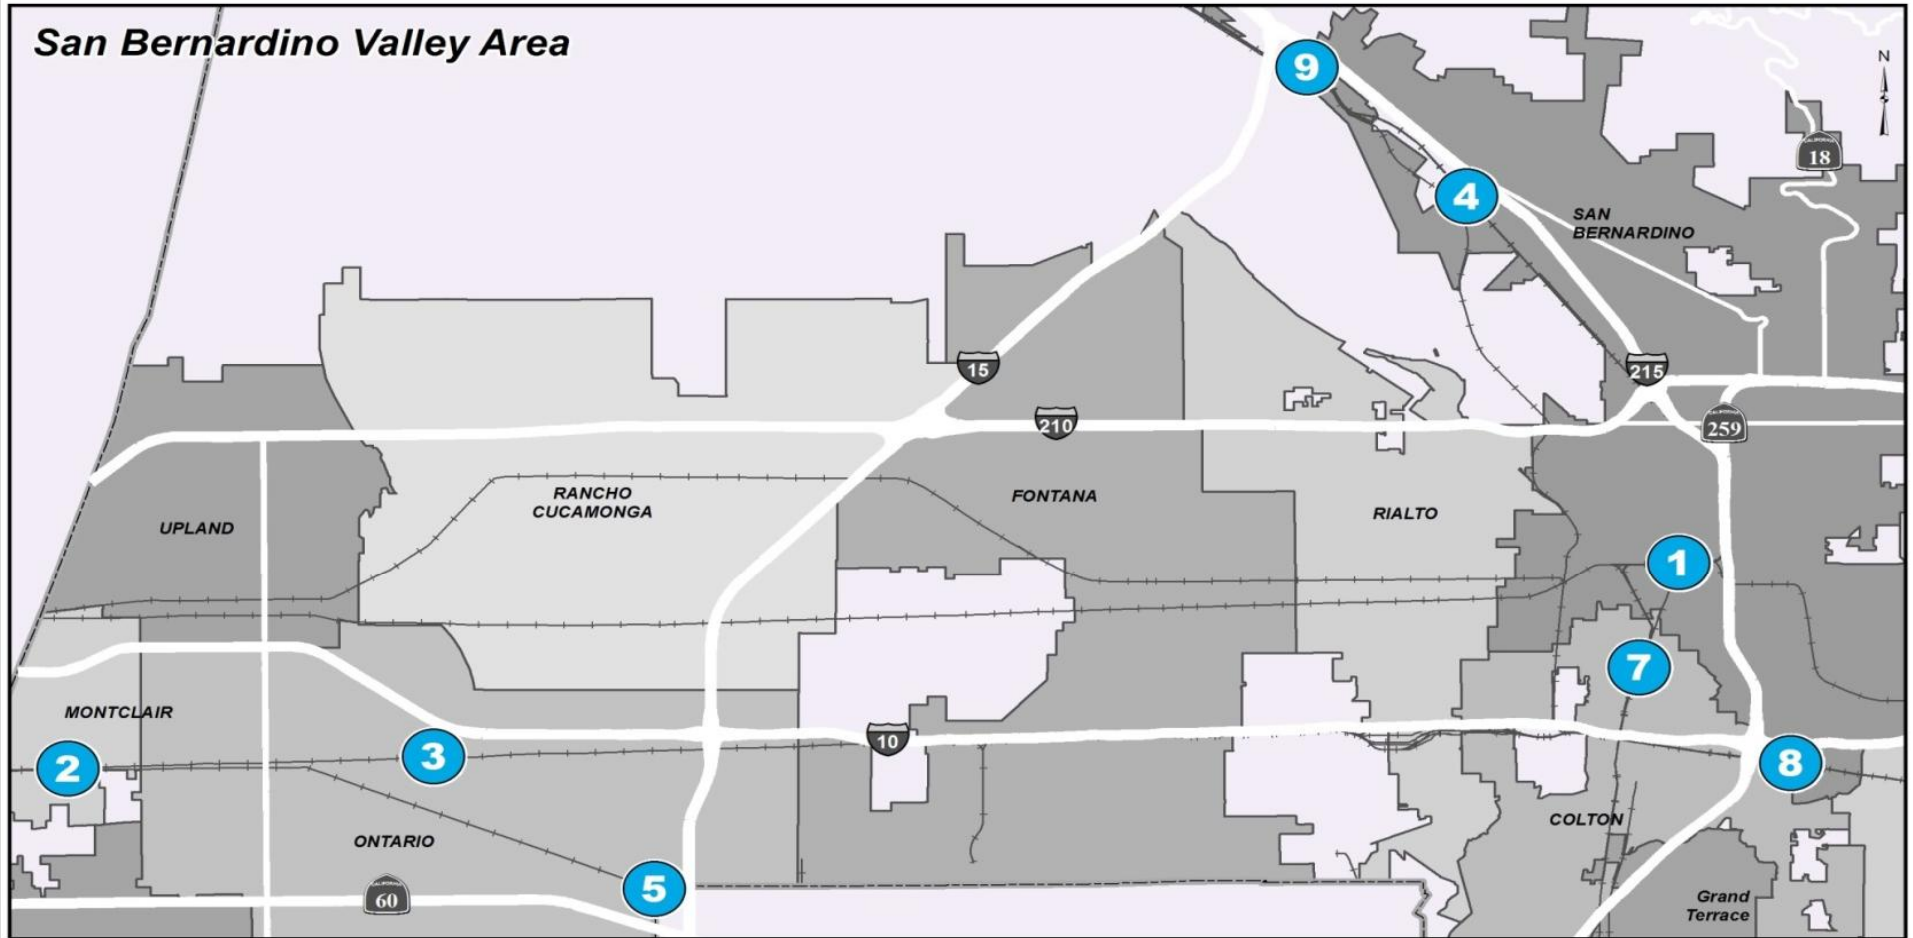 San Bernardino Valley Area
9
N
18
4
SAN
BERNARDINO
15
215
210
259
RANCHO
CUCAMONGA
FONTANA
RIALTO
UPLAND
1
7
MONTCLAIR
2
3
10
8
ONTARIO
COLTON
5
60
Grand
Terrace